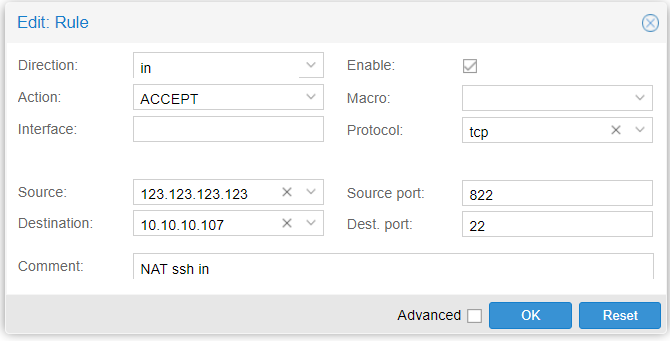 Edit: Rule
Direction: in Enable:
Action: ACCEPT Macro:
Interface: Protocol: tcp
Source: 123.123.123.123 Source port: 822
Destination: 10.10.10.107 Dest. port: 22
Comment: NAT ssh in
Advanced OK Reset